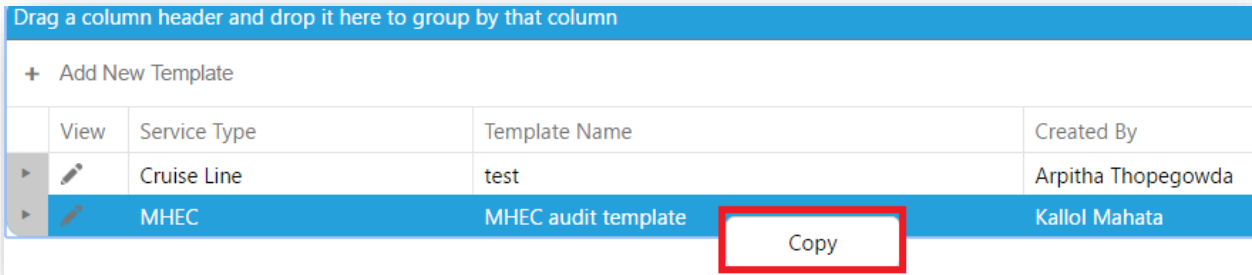 Drag a column header and drop it here to group by that column
+ Add New Template
View Service Type Template Name Created By
Cruise Line test Arpitha Thopegowda
MHEC MHEC audit template Kallol Mahata
Copy